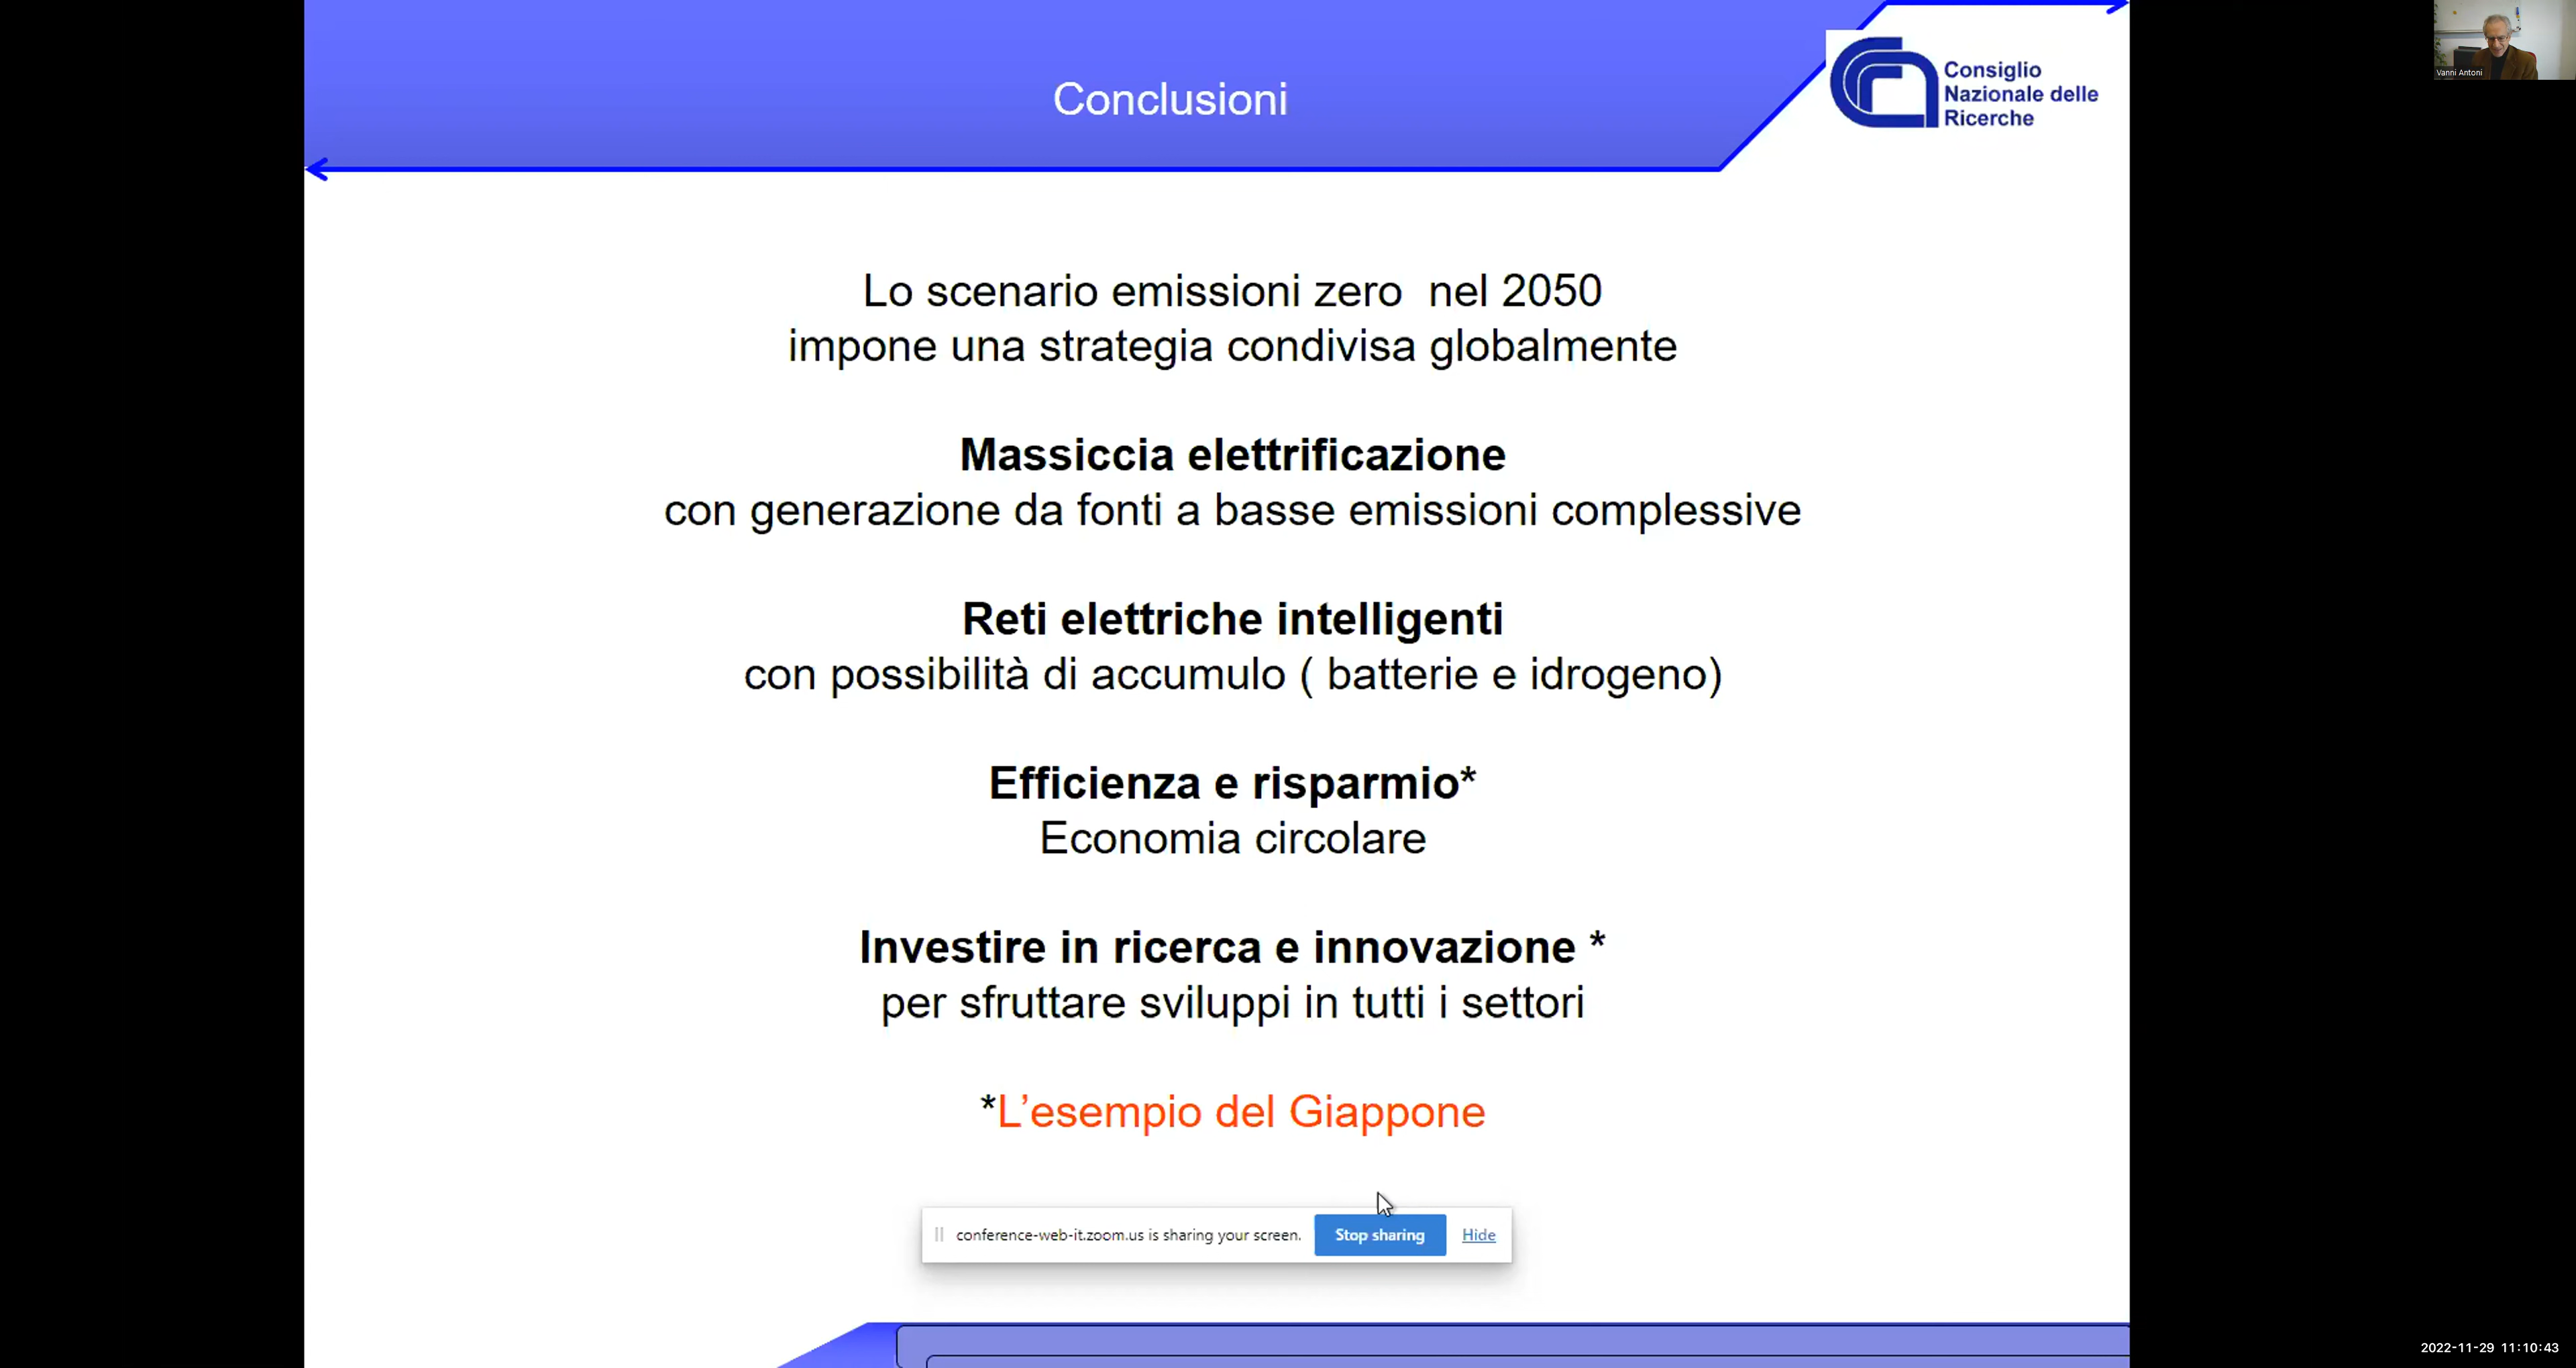 Conclusioni
Consiglio
Nazionale delle
Ricerche
Vanni Antoni
Lo scenario emissioni zero  nel 2050
impone una strategia condivisa globalmente
Massiccia elettrificazione
con generazione da fonti a basse emissioni complessive
Reti elettriche intelligenti
con possibilità di accumulo ( batterie e idrogeno)
Efficienza e risparmio*
Economia circolare
Investire in ricerca e innovazione *
per sfruttare sviluppi in tutti i settori
*L’esempio del Giappone
conference-web-it.zoom.us is sharing your screen. Stop sharing Hide
2022-11-29 11:10:43